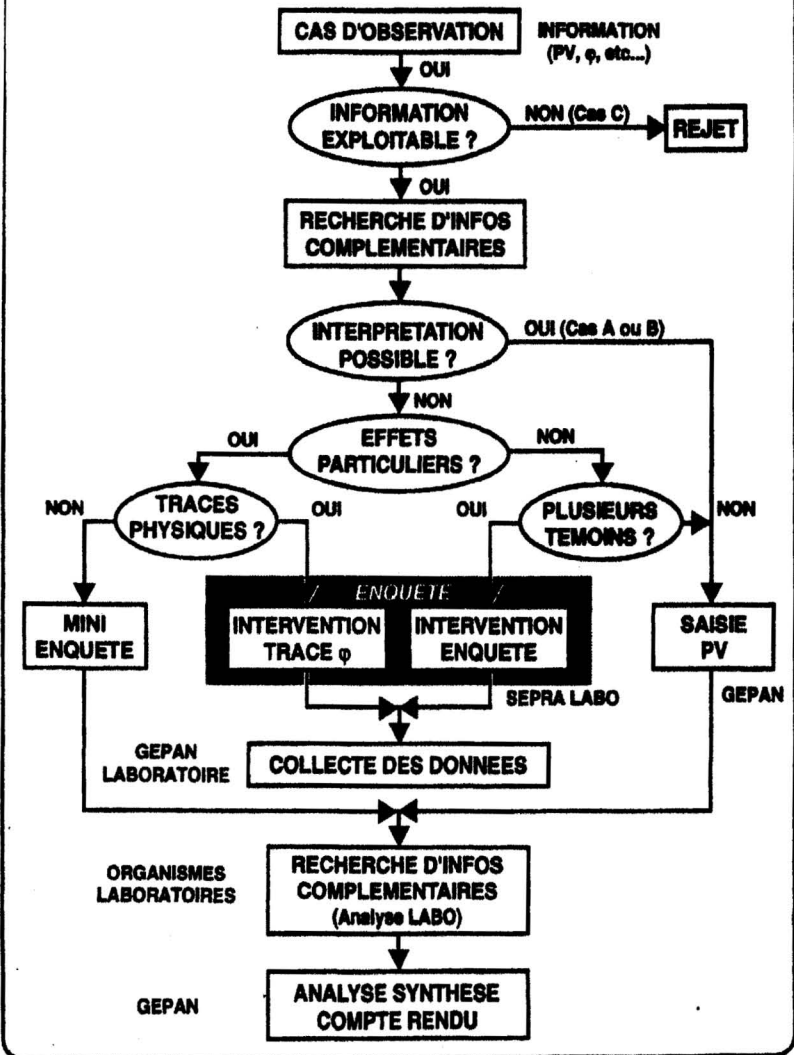 CAS D'OBSERVATION
INFORMATION
(PV, φ, etc...)
OUI
INFORMATION
EXPLOITABLE ?
NON (Cas C)
REJET
OUI
RECHERCHE D'INFOS
COMPLEMENTAIRES
INTERPRETATION
POSSIBLE ?
OUI (Cas A ou B)
NON
EFFETS
PARTICULIERS ?
OUI
NON
TRACES
PHYSIQUES ?
NON
OUI
OUI
PLUSIEURS
TEMOINS ?
NON
ENQUETE
MINI
ENQUETE
INTERVENTION
TRACE φ
INTERVENTION
ENQUETE
SAISIE
PV
SEPRA LABO
GEPAN
GEPAN
LABORATOIRE
COLLECTE DES DONNEES
ORGANISMES
LABORATOIRES
RECHERCHE D'INFOS
COMPLEMENTAIRES
(Analyse LABO)
GEPAN
ANALYSE SYNTHESE
COMPTE RENDU